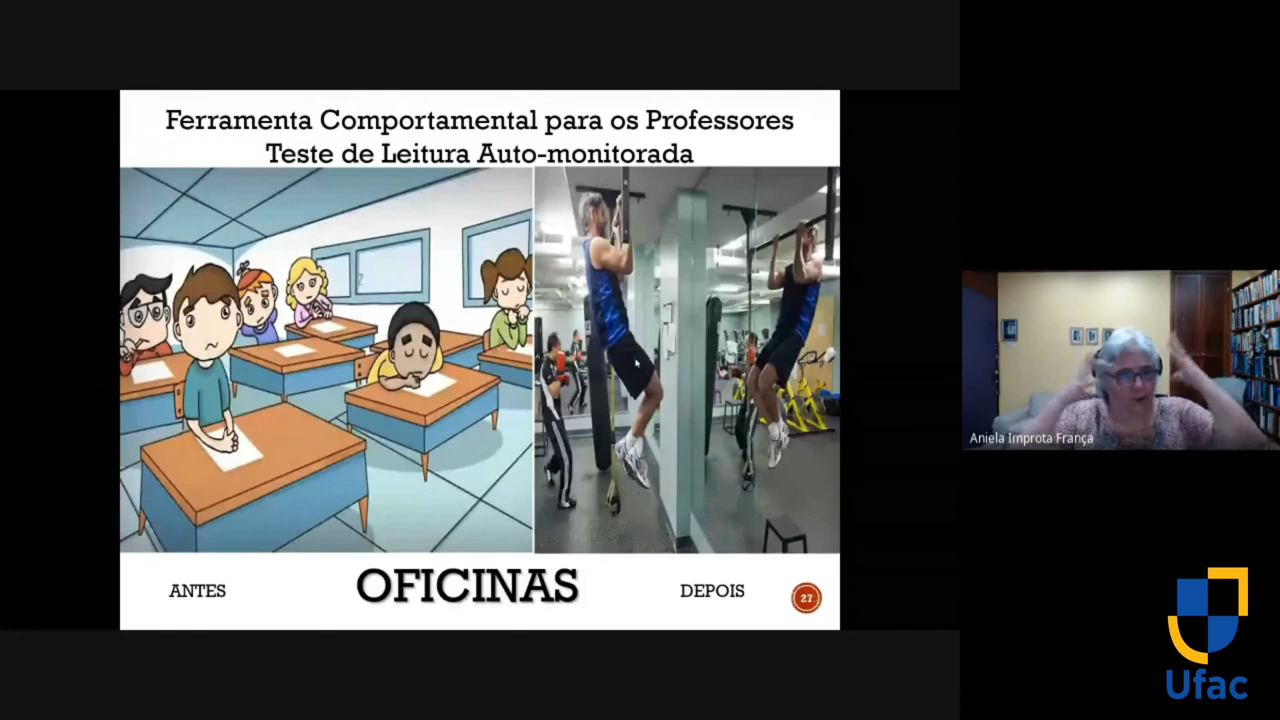 Ferramenta Comportamental para os Professores
Teste de Leitura Auto-monitorada
ANTES
OFICINAS
DEPOIS
27
Aniela Improta França
Ufac